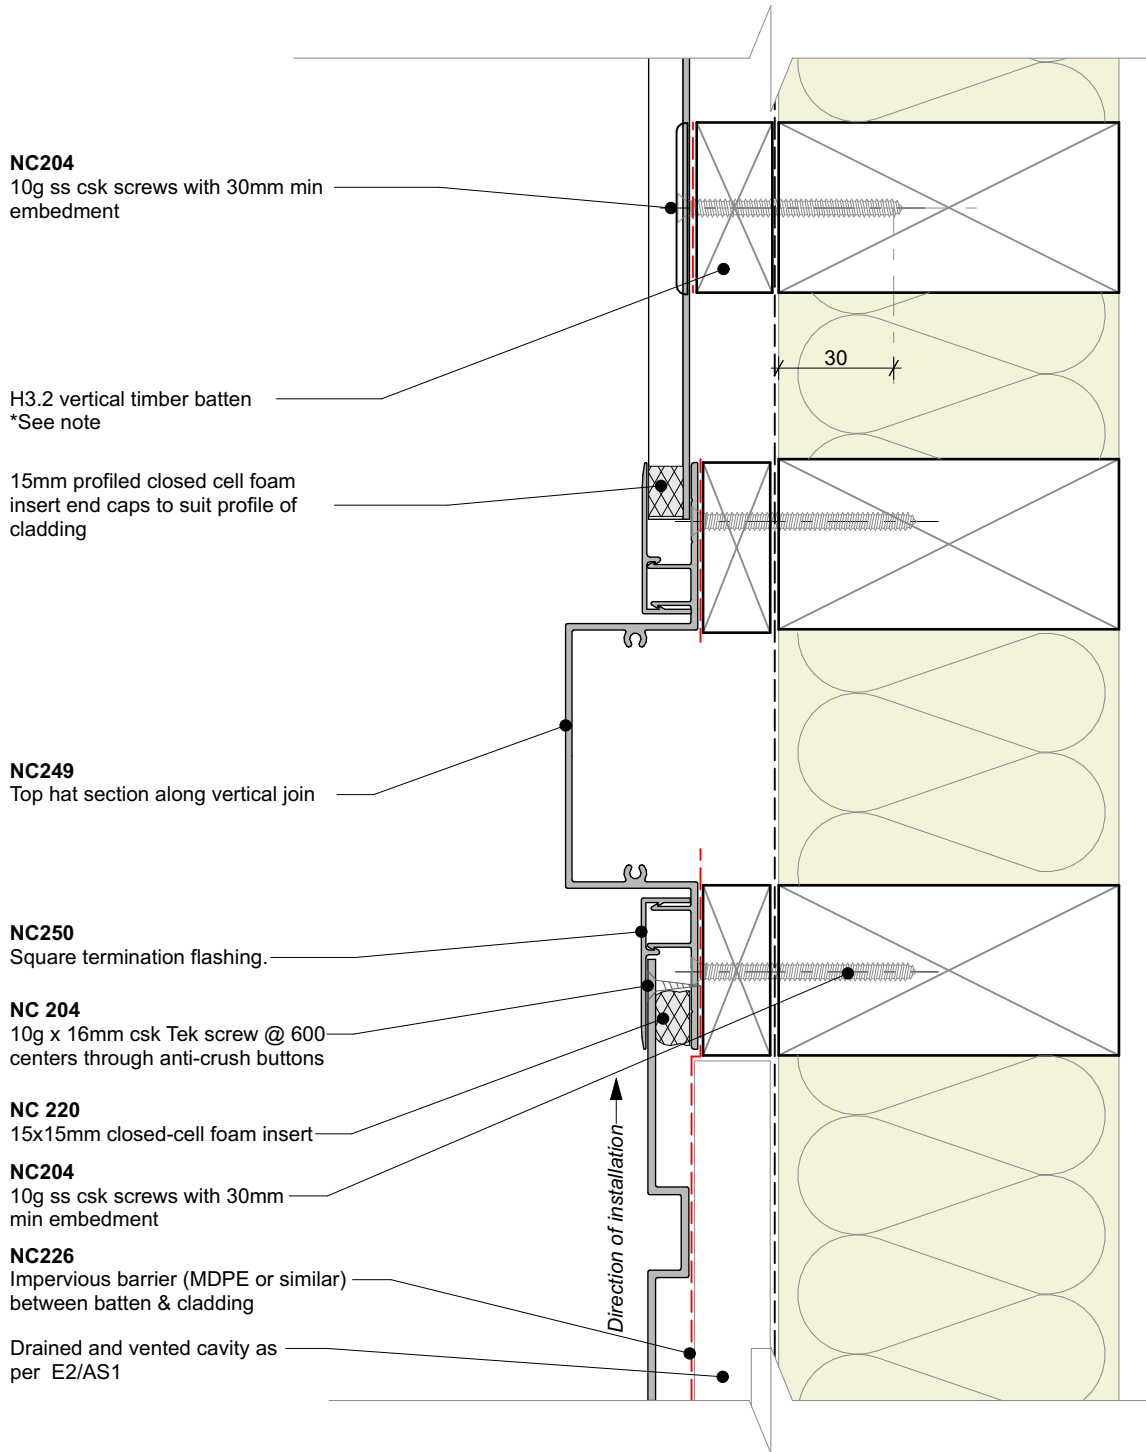 NC204
10g ss csk screws with 30mm min
embedment
30
H3.2 vertical timber batten
*See note
15mm profiled closed cell foam
insert end caps to suit profile of
cladding
NC249
Top hat section along vertical join
NC250
Square termination flashing.
NC 204
10g x 16mm csk Tek screw @ 600
centers through anti-crush buttons
NC 220
15x15mm closed-cell foam insert
NC204
10g ss csk screws with 30mm
min embedment
NC226
Impervious barrier (MDPE or similar)
between batten & cladding
Drained and vented cavity as
per E2/AS1
Direction of installation